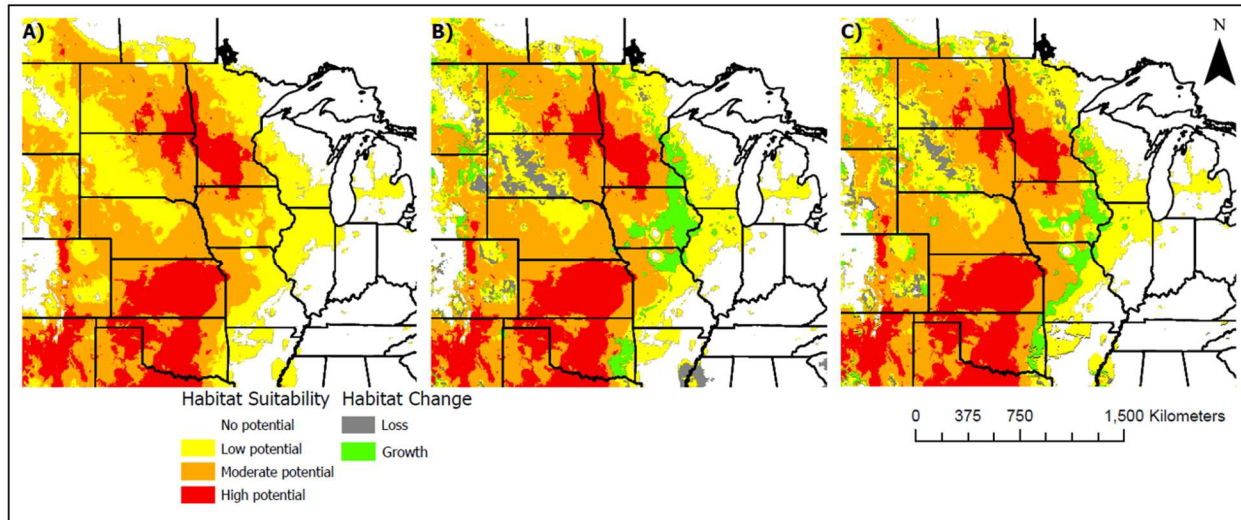 A)
B)
C)
N
Habitat Suitability
No potential
Low potential
Moderate potential
High potential
Habitat Change
Loss
Growth
0 375 750 1,500 Kilometers